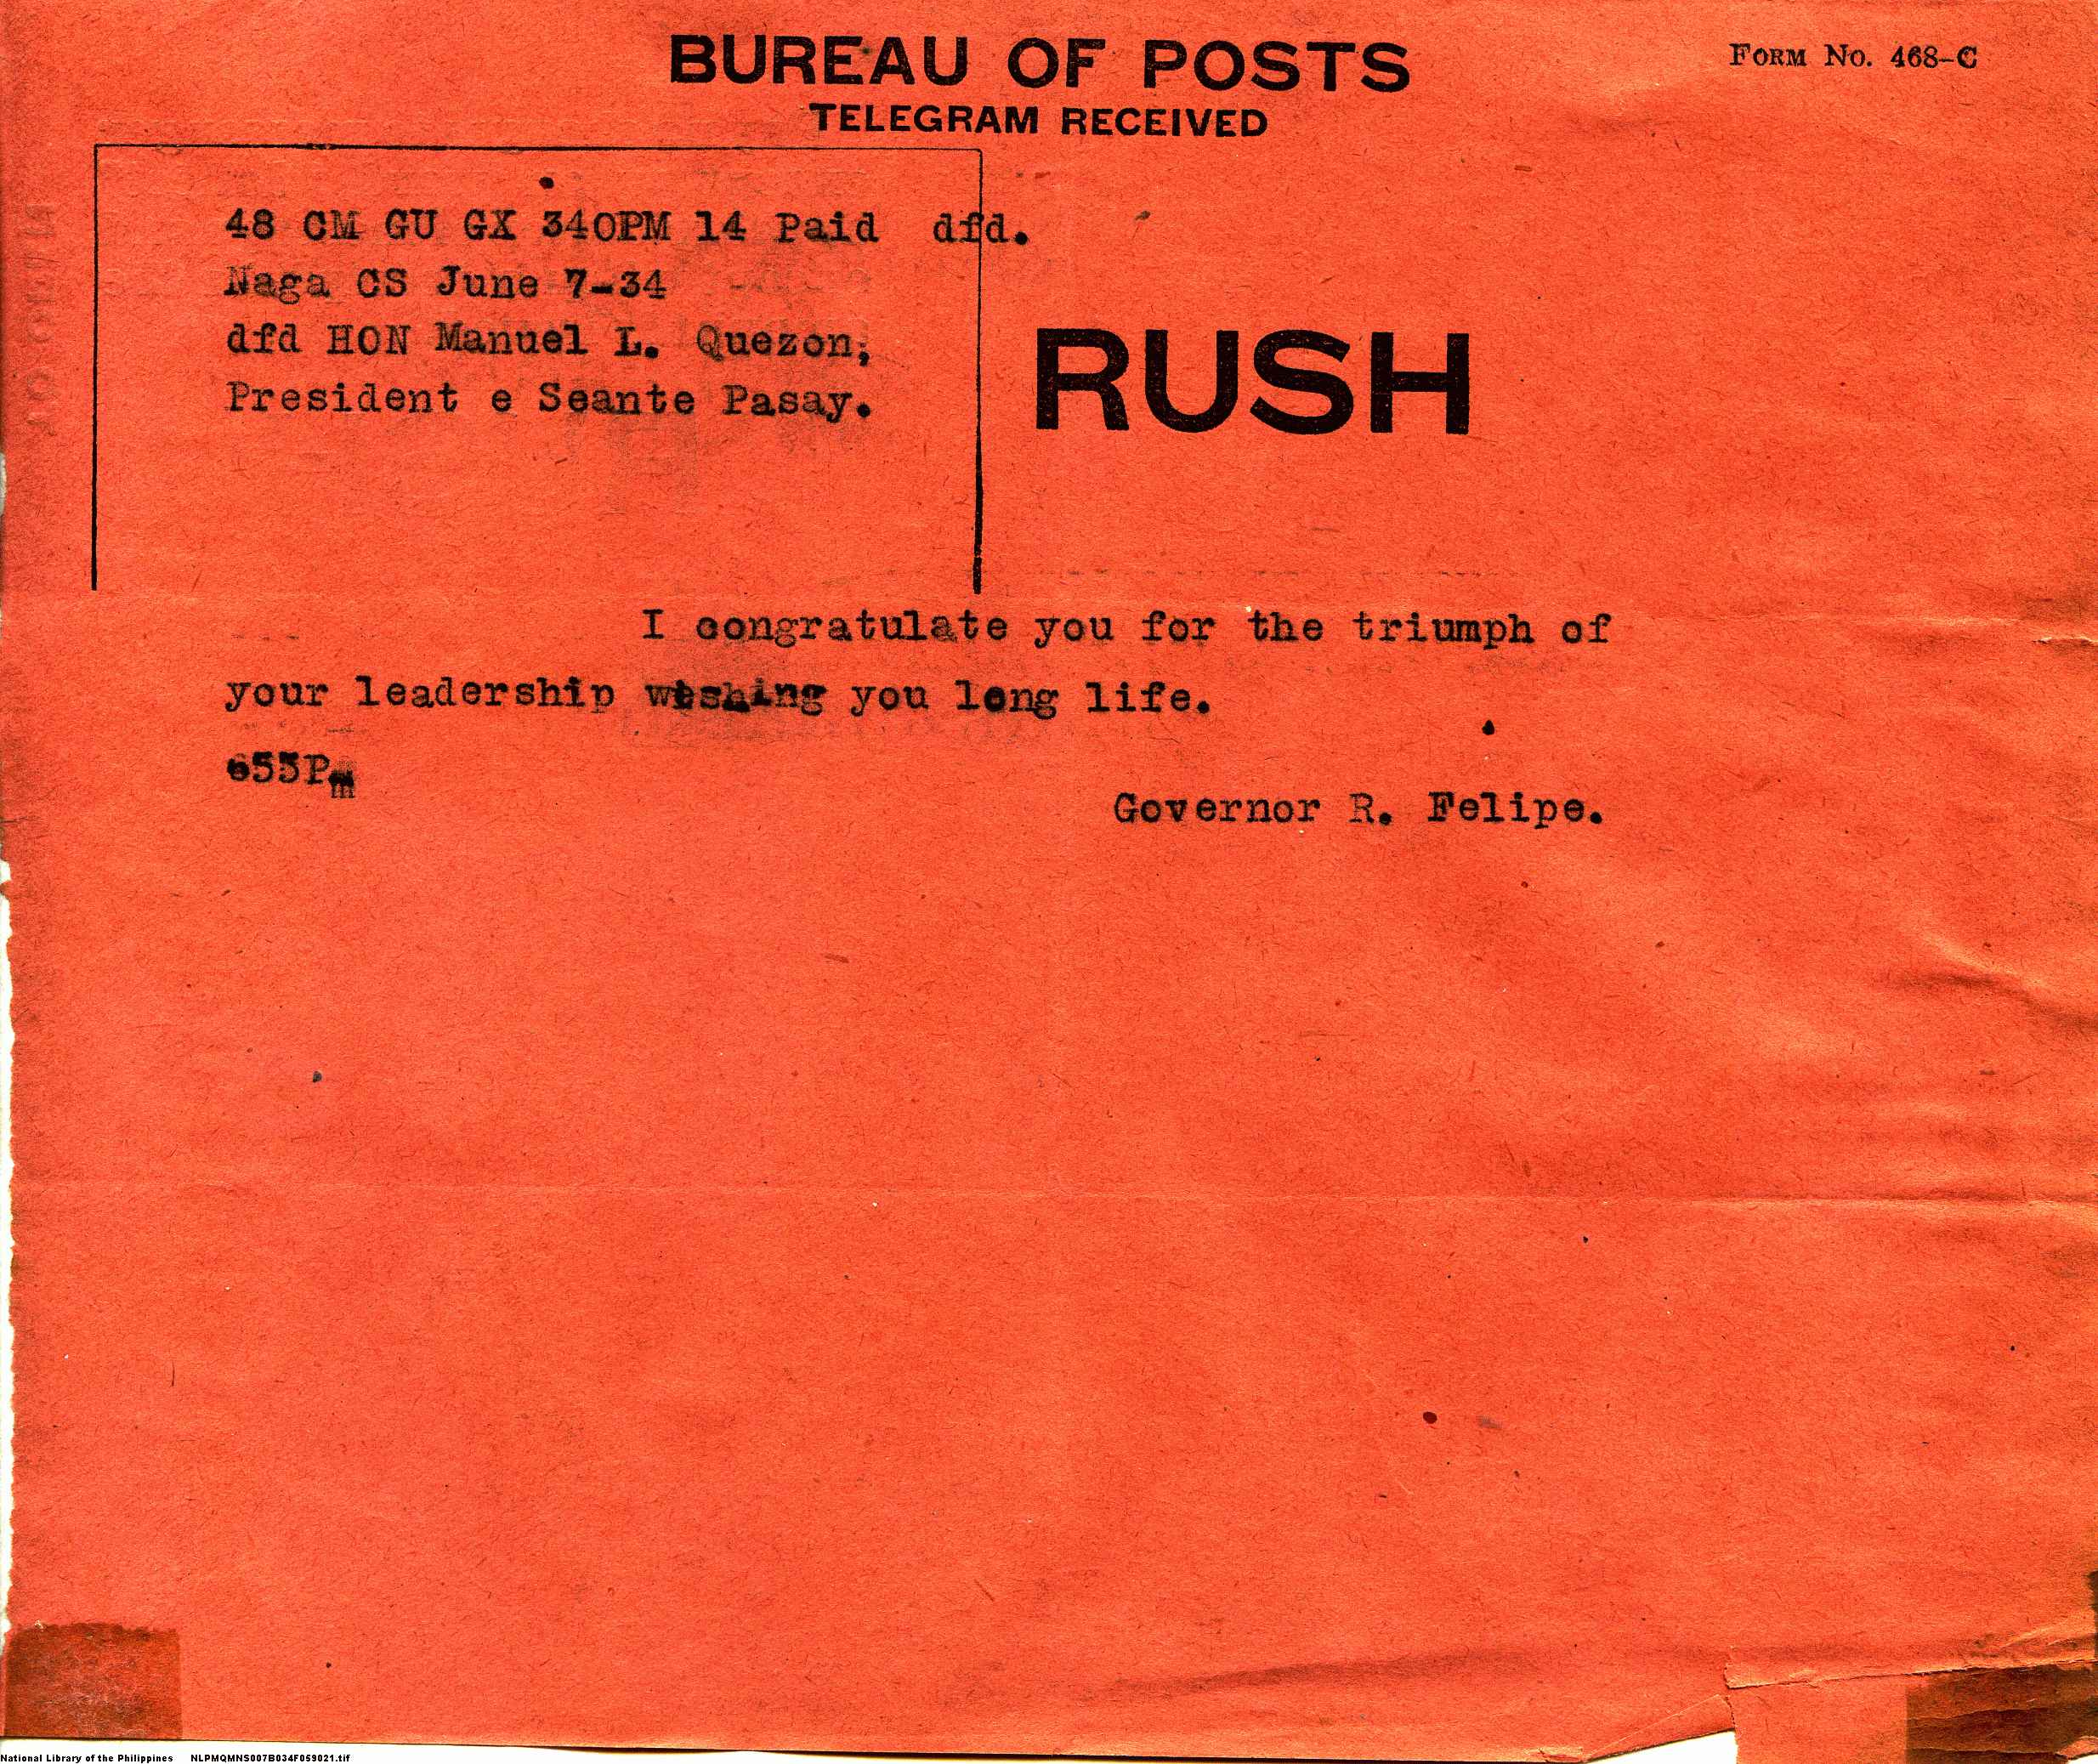 BUREAU OF POSTS
FORM NO. 468-C
TELEGRAM RECEIVED
48 CM GU GX 340PM 14 Paid dfd.
Naga CS June 7-34
dfd HON Manuel L. Quezon,
President e Seante Pasay.
RUSH
I congratulate you for the triumph of
your leadership wishing you long life.
655Pm
Governor R. Felipe.
National Library of the Philippines NLPMQMNS007B034F059021.tif